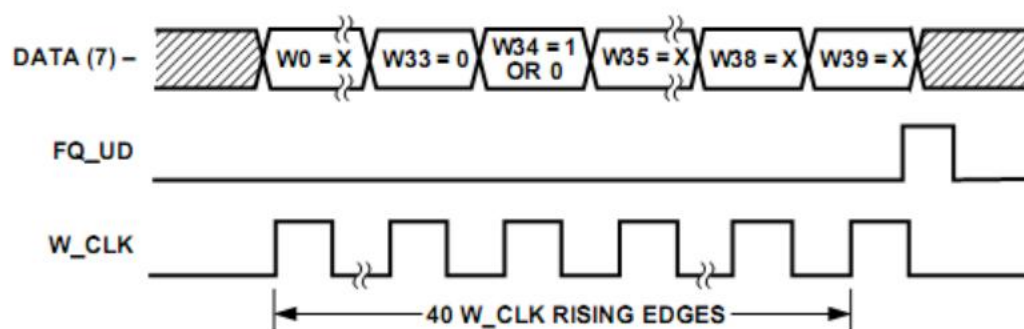 DATA (7) – W0 = X W33 = 0 W34 = 1 OR 0 W35 = X W38 = X W39 = X
FQ_UD
W_CLK
40 W_CLK RISING EDGES